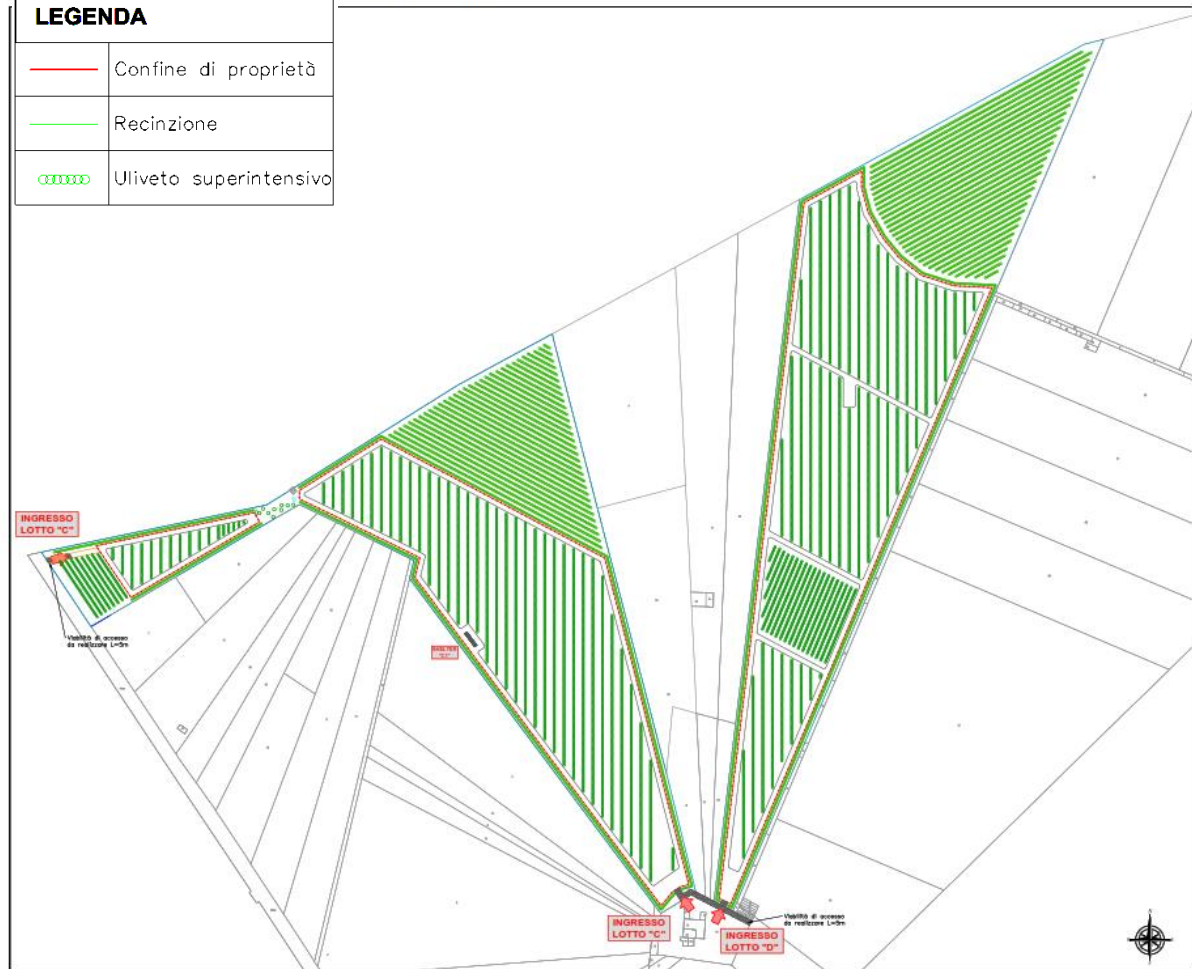 LEGENDA
Confine di proprietà
Recinzione
Uliveto superintensivo
INGRESSO
LOTTO "C"
Viabilità di accesso
da realizzare L=5m
INGRESSO
LOTTO "C"
INGRESSO
LOTTO "D"
Viabilità di accesso
da realizzare L=5m